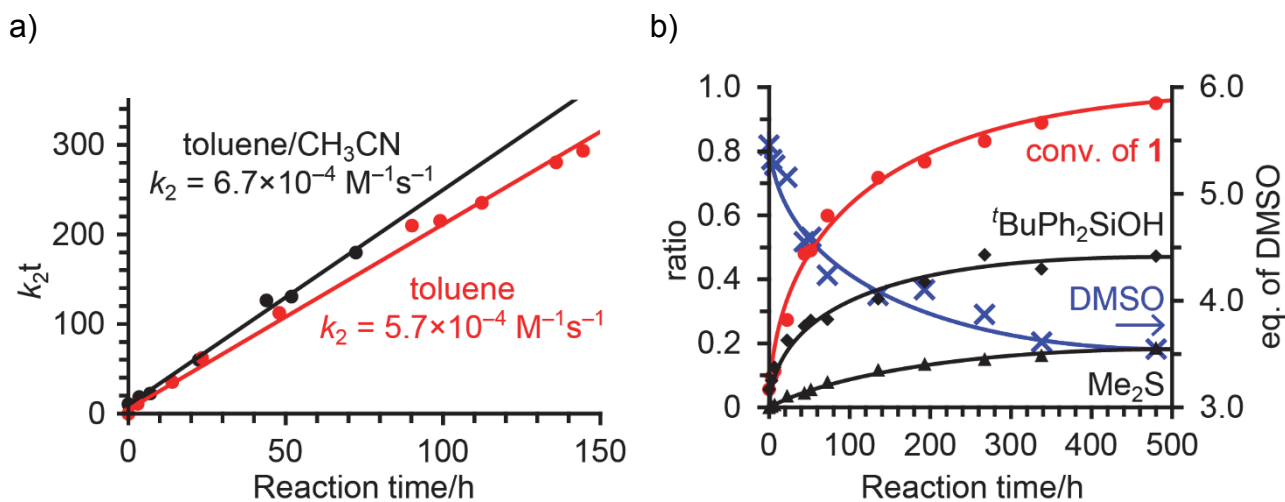 a)
k₂t
300
200
100
0
0
50
100
150
Reaction time/h
toluene/CH₃CN
k₂ = 6.7×10⁻⁴ M⁻¹s⁻¹
toluene
k₂ = 5.7×10⁻⁴ M⁻¹s⁻¹
b)
ratio
1.0
0.8
0.6
0.4
0.2
0
0
100
200
300
400
500
Reaction time/h
6.0
5.0
4.0
3.0
eq. of DMSO
conv. of 1
ᵗBuPh₂SiOH
DMSO
Me₂S